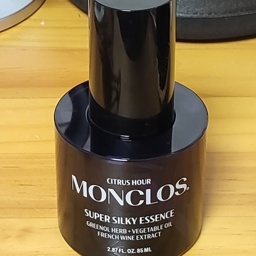 CITRUS HOUR
MONCLOS.
SUPER SILKY ESSENCE
GREENOL HERB + VEGETABLE OIL
FRENCH WINE EXTRACT
2.87 FL. OZ. 85 ML